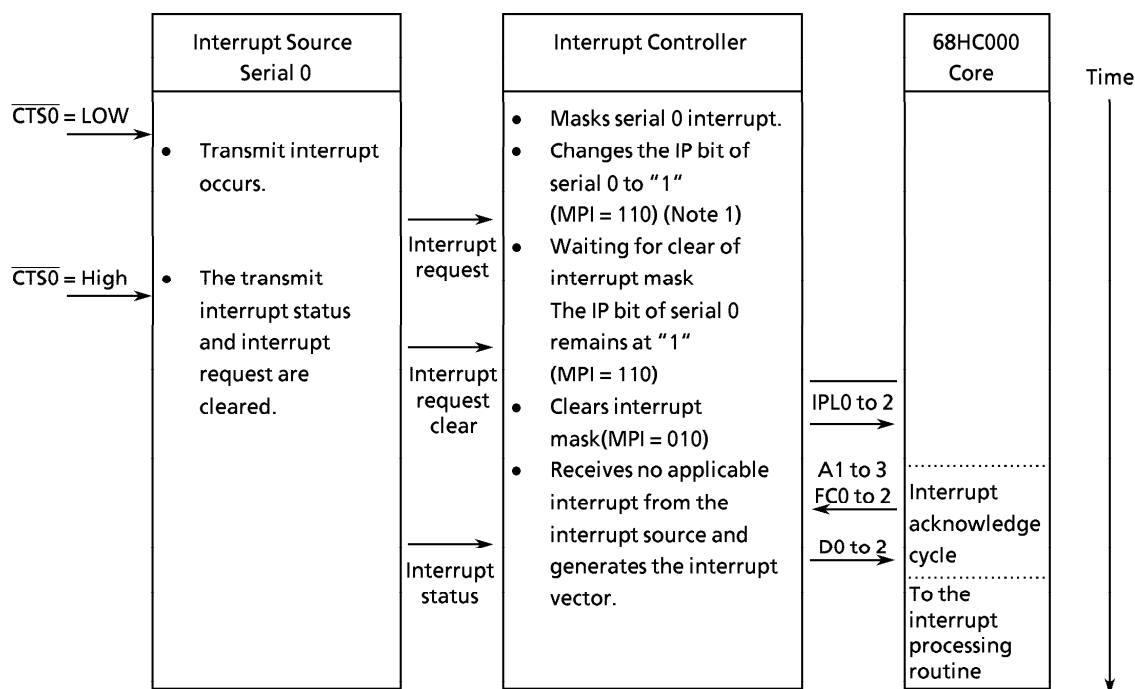 Interrupt Source
Serial 0
Interrupt Controller
68HC000
Core
Time
C̅T̅S̅0̅ = LOW
• Transmit interrupt
occurs.
C̅T̅S̅0̅ = High
• The transmit
interrupt status
and interrupt
request are
cleared.
Interrupt
request
Interrupt
request
clear
Interrupt
status
• Masks serial 0 interrupt.
• Changes the IP bit of
serial 0 to "1"
(MPI = 110) (Note 1)
• Waiting for clear of
interrupt mask
The IP bit of serial 0
remains at "1"
(MPI = 110)
• Clears interrupt
mask(MPI = 010)
• Receives no applicable
interrupt from the
interrupt source and
generates the interrupt
vector.
IPL0 to 2
A1 to 3
FC0 to 2
D0 to 2
Interrupt
acknowledge
cycle
To the
interrupt
processing
routine